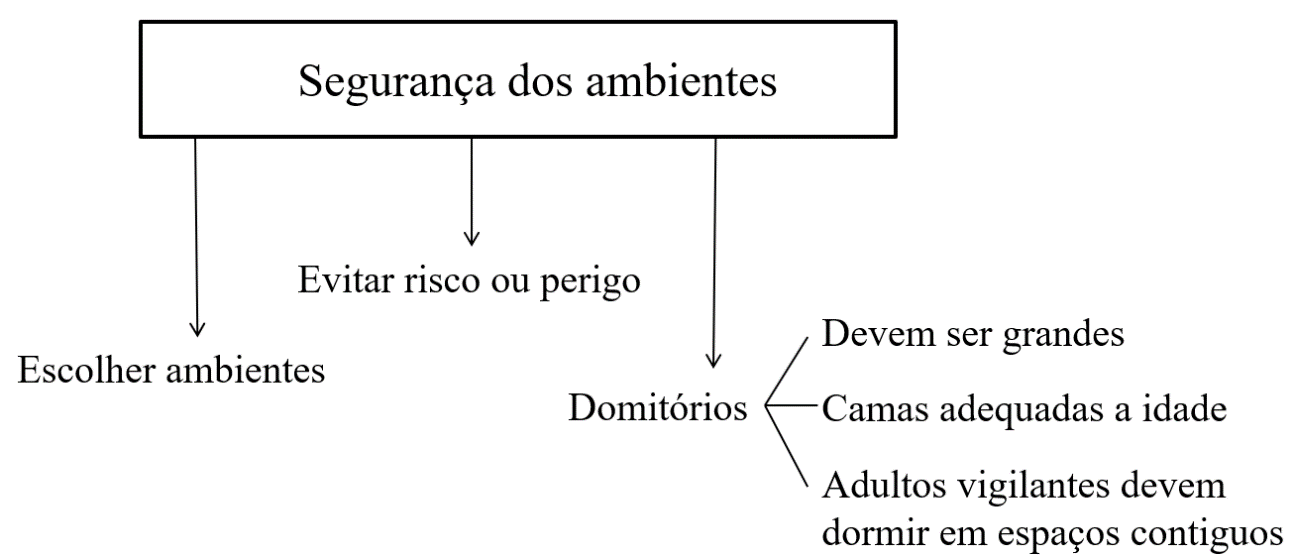 Segurança dos ambientes
Evitar risco ou perigo
Escolher ambientes
Domitórios
Devem ser grandes
Camas adequadas a idade
Adultos vigilantes devem
dormir em espaços contiguos